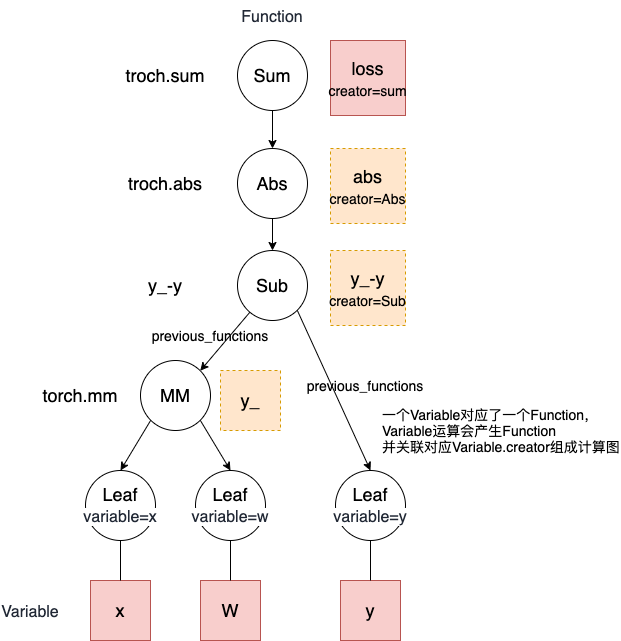 Function
troch.sum
Sum
loss
creator=sum
troch.abs
Abs
abs
creator=Abs
y_-y
Sub
y_-y
creator=Sub
previous_functions
previous_functions
torch.mm
MM
y_
一个Variable对应了一个Function，
Variable运算会产生Function
并关联对应Variable.creator组成计算图
Leaf
variable=x
Leaf
variable=w
Leaf
variable=y
Variable
x
W
y